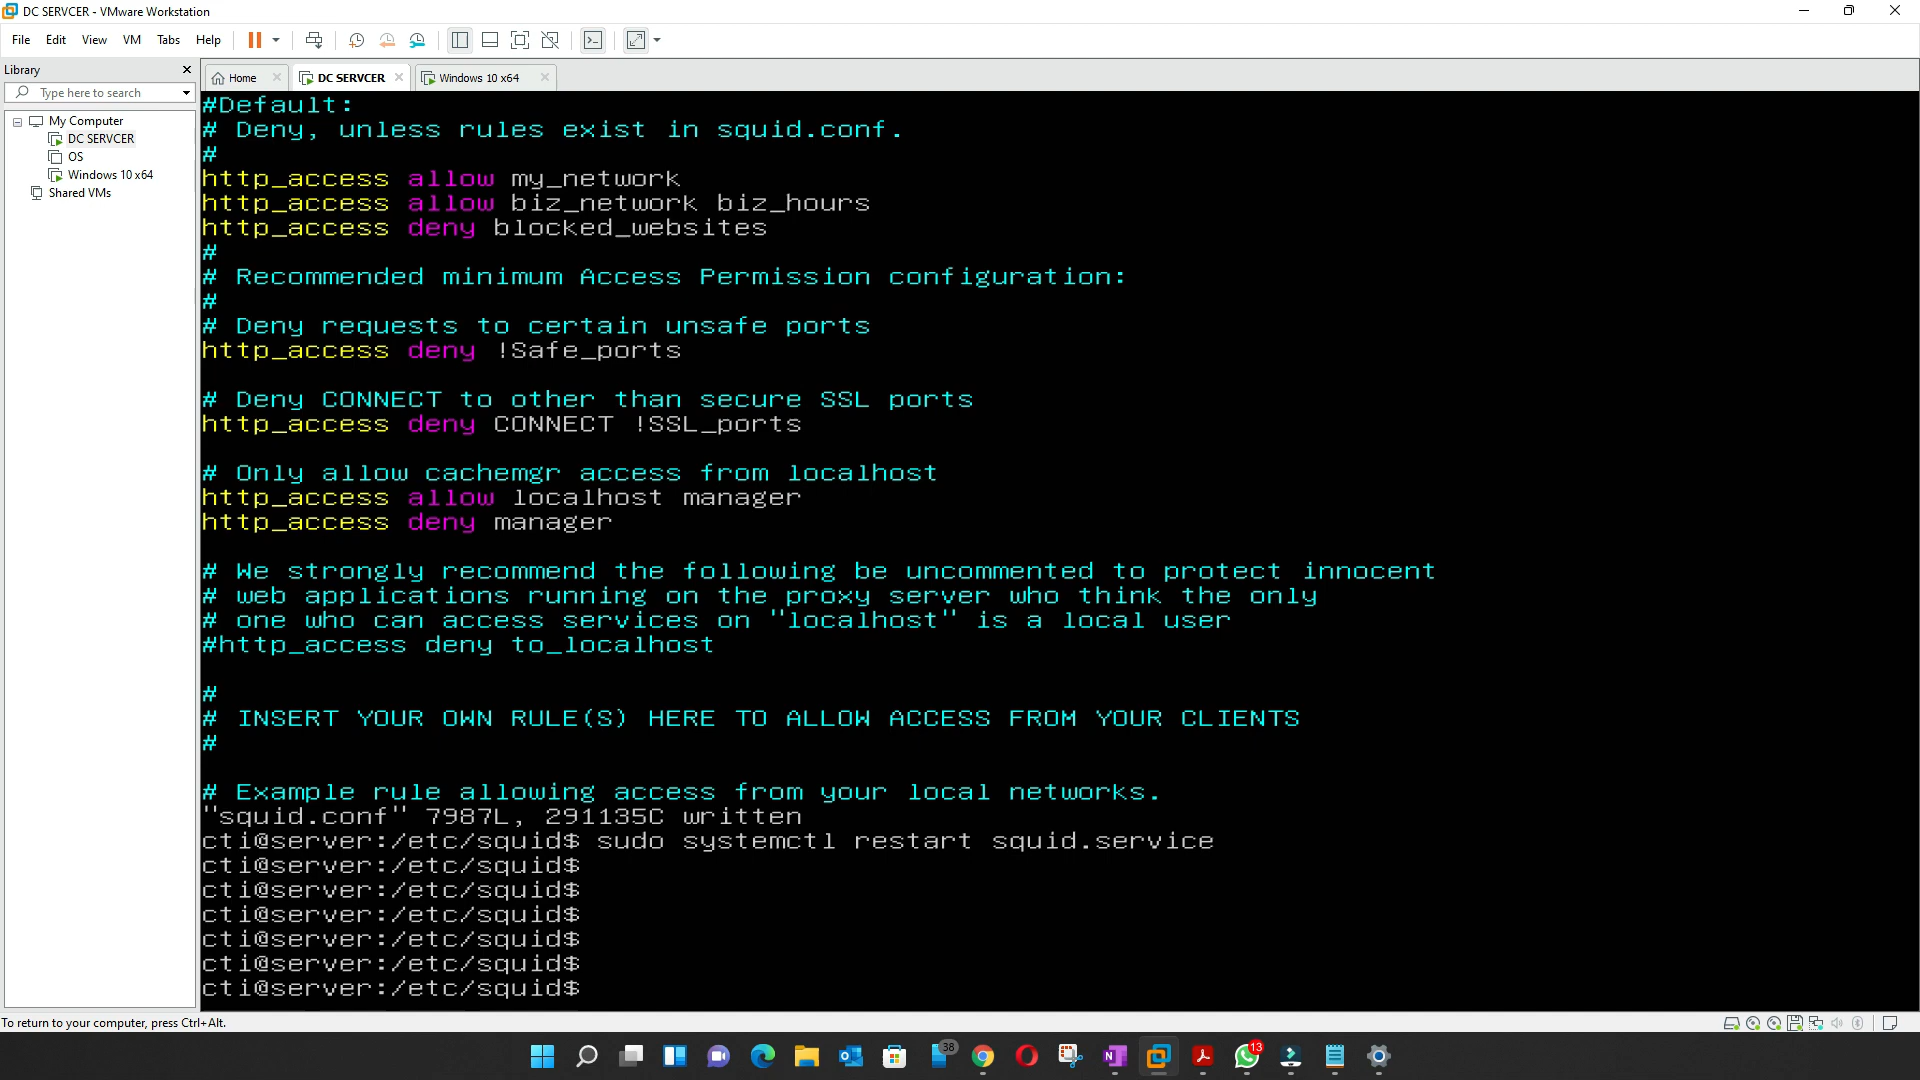 DC SERVCER - VMware Workstation
File Edit View VM Tabs Help
Library
Home
DC SERVCER
Windows 10 x64
Type here to search
My Computer
DC SERVCER
OS
Windows 10 x64
Shared VMs
#Default:
# Deny, unless rules exist in squid.conf.
#
http_access allow my_network
http_access allow biz_network biz_hours
http_access deny blocked_websites
#
# Recommended minimum Access Permission configuration:
#
# Deny requests to certain unsafe ports
http_access deny !Safe_ports
# Deny CONNECT to other than secure SSL ports
http_access deny CONNECT !SSL_ports
# Only allow cachemgr access from localhost
http_access allow localhost manager
http_access deny manager
# We strongly recommend the following be uncommented to protect innocent
# web applications running on the proxy server who think the only
# one who can access services on "localhost" is a local user
#http_access deny to_localhost
#
# INSERT YOUR OWN RULE(S) HERE TO ALLOW ACCESS FROM YOUR CLIENTS
#
# Example rule allowing access from your local networks.
"squid.conf" 7987L, 291135C written
cti@server:/etc/squid$ sudo systemctl restart squid.service
cti@server:/etc/squid$
cti@server:/etc/squid$
cti@server:/etc/squid$
cti@server:/etc/squid$
cti@server:/etc/squid$
cti@server:/etc/squid$
To return to your computer, press Ctrl+Alt.
38
13